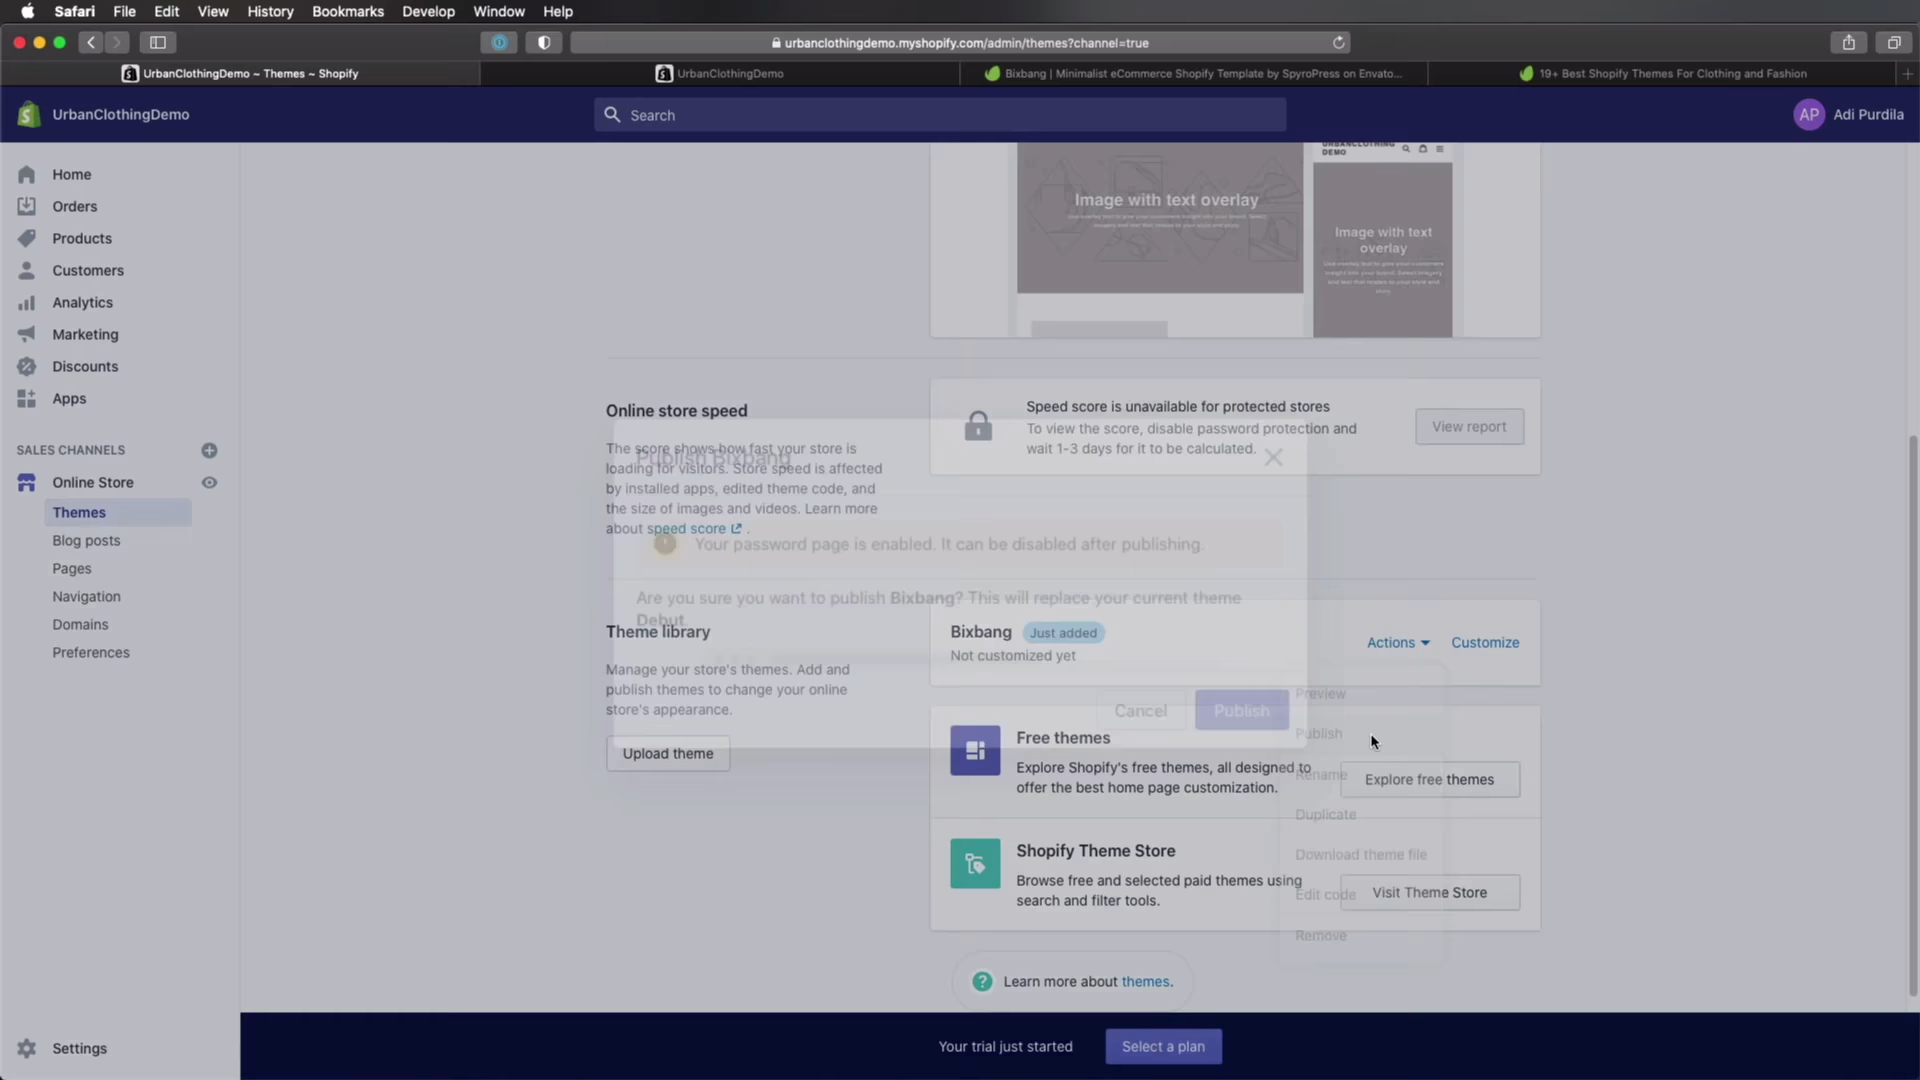 Safari File Edit View History Bookmarks Develop Window Help
urbanclothingdemo.myshopify.com/admin/themes?channel=true
UrbanClothingDemo ~ Themes ~ Shopify
UrbanClothingDemo
Bixbang | Minimalist eCommerce Shopify Template by SpyroPress on Envato...
19+ Best Shopify Themes For Clothing and Fashion
UrbanClothingDemo
Search
AP Adi Purdila
Home
Orders
Products
Customers
Analytics
Marketing
Discounts
Apps
SALES CHANNELS
Online Store
Themes
Blog posts
Pages
Navigation
Domains
Preferences
Settings
URBANCLOTHING
DEMO
Image with text overlay
Image with text
overlay
Online store speed
The score shows how fast your store is
loading for visitors. Store speed is affected
by installed apps, edited theme code, and
the size of images and videos. Learn more
about speed score .
Speed score is unavailable for protected stores
To view the score, disable password protection and
wait 1-3 days for it to be calculated.
View report
Publish Bixbang
Your password page is enabled. It can be disabled after publishing.
Are you sure you want to publish Bixbang? This will replace your current theme
Debut.
Cancel
Publish
Theme library
Manage your store's themes. Add and
publish themes to change your online
store's appearance.
Upload theme
Bixbang Just added
Not customized yet
Actions
Customize
Preview
Publish
Rename
Duplicate
Download theme file
Edit code
Remove
Free themes
Explore Shopify's free themes, all designed to
offer the best home page customization.
Explore free themes
Shopify Theme Store
Browse free and selected paid themes using
search and filter tools.
Visit Theme Store
? Learn more about themes.
Your trial just started
Select a plan